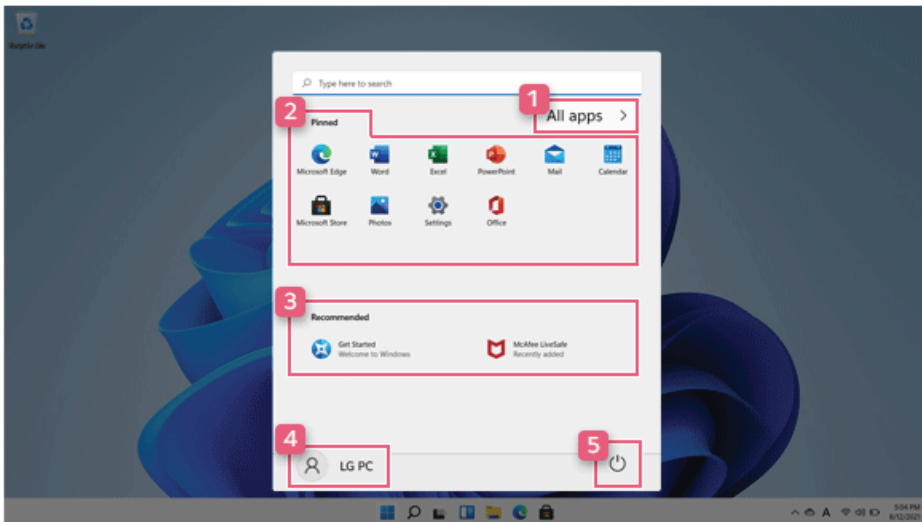 Recycle Bin
Type here to search
1
All apps
2
Pinned
Microsoft Edge Word Excel PowerPoint Mail Calendar
Microsoft Store Photos Settings Office
3
Recommended
Get Started McAfee LiveSafe
Welcome to Windows Recently added
4
LG PC
5
A
5:04 PM